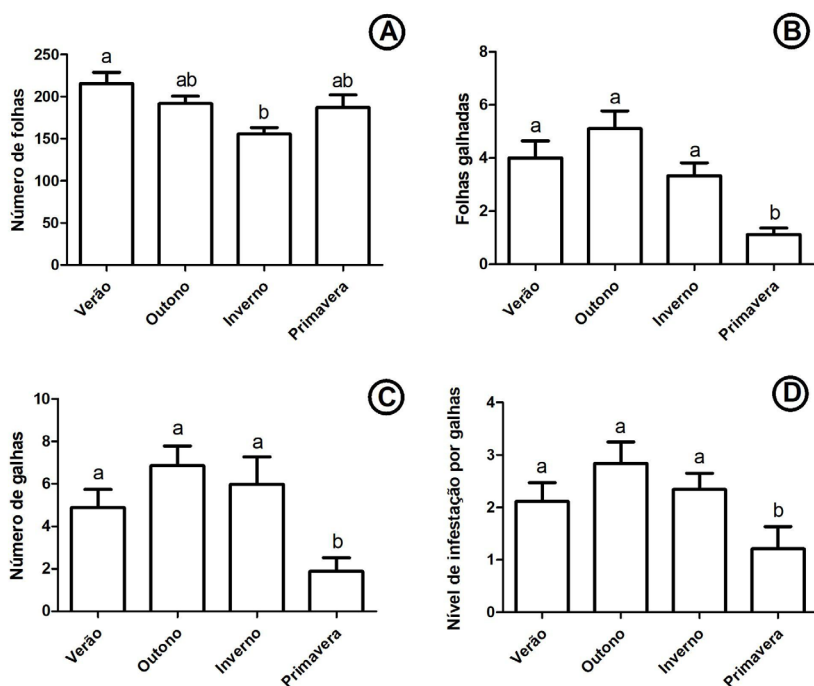 A
Número de folhas
250
200
150
100
50
0
a
ab
b
ab
Verão
Outono
Inverno
Primavera
B
Folhas galhadas
8
6
4
2
0
a
a
a
b
Verão
Outono
Inverno
Primavera
C
Número de galhas
10
8
6
4
2
0
a
a
a
b
Verão
Outono
Inverno
Primavera
D
Nível de infestação por galhas
4
3
2
1
0
a
a
a
b
Verão
Outono
Inverno
Primavera